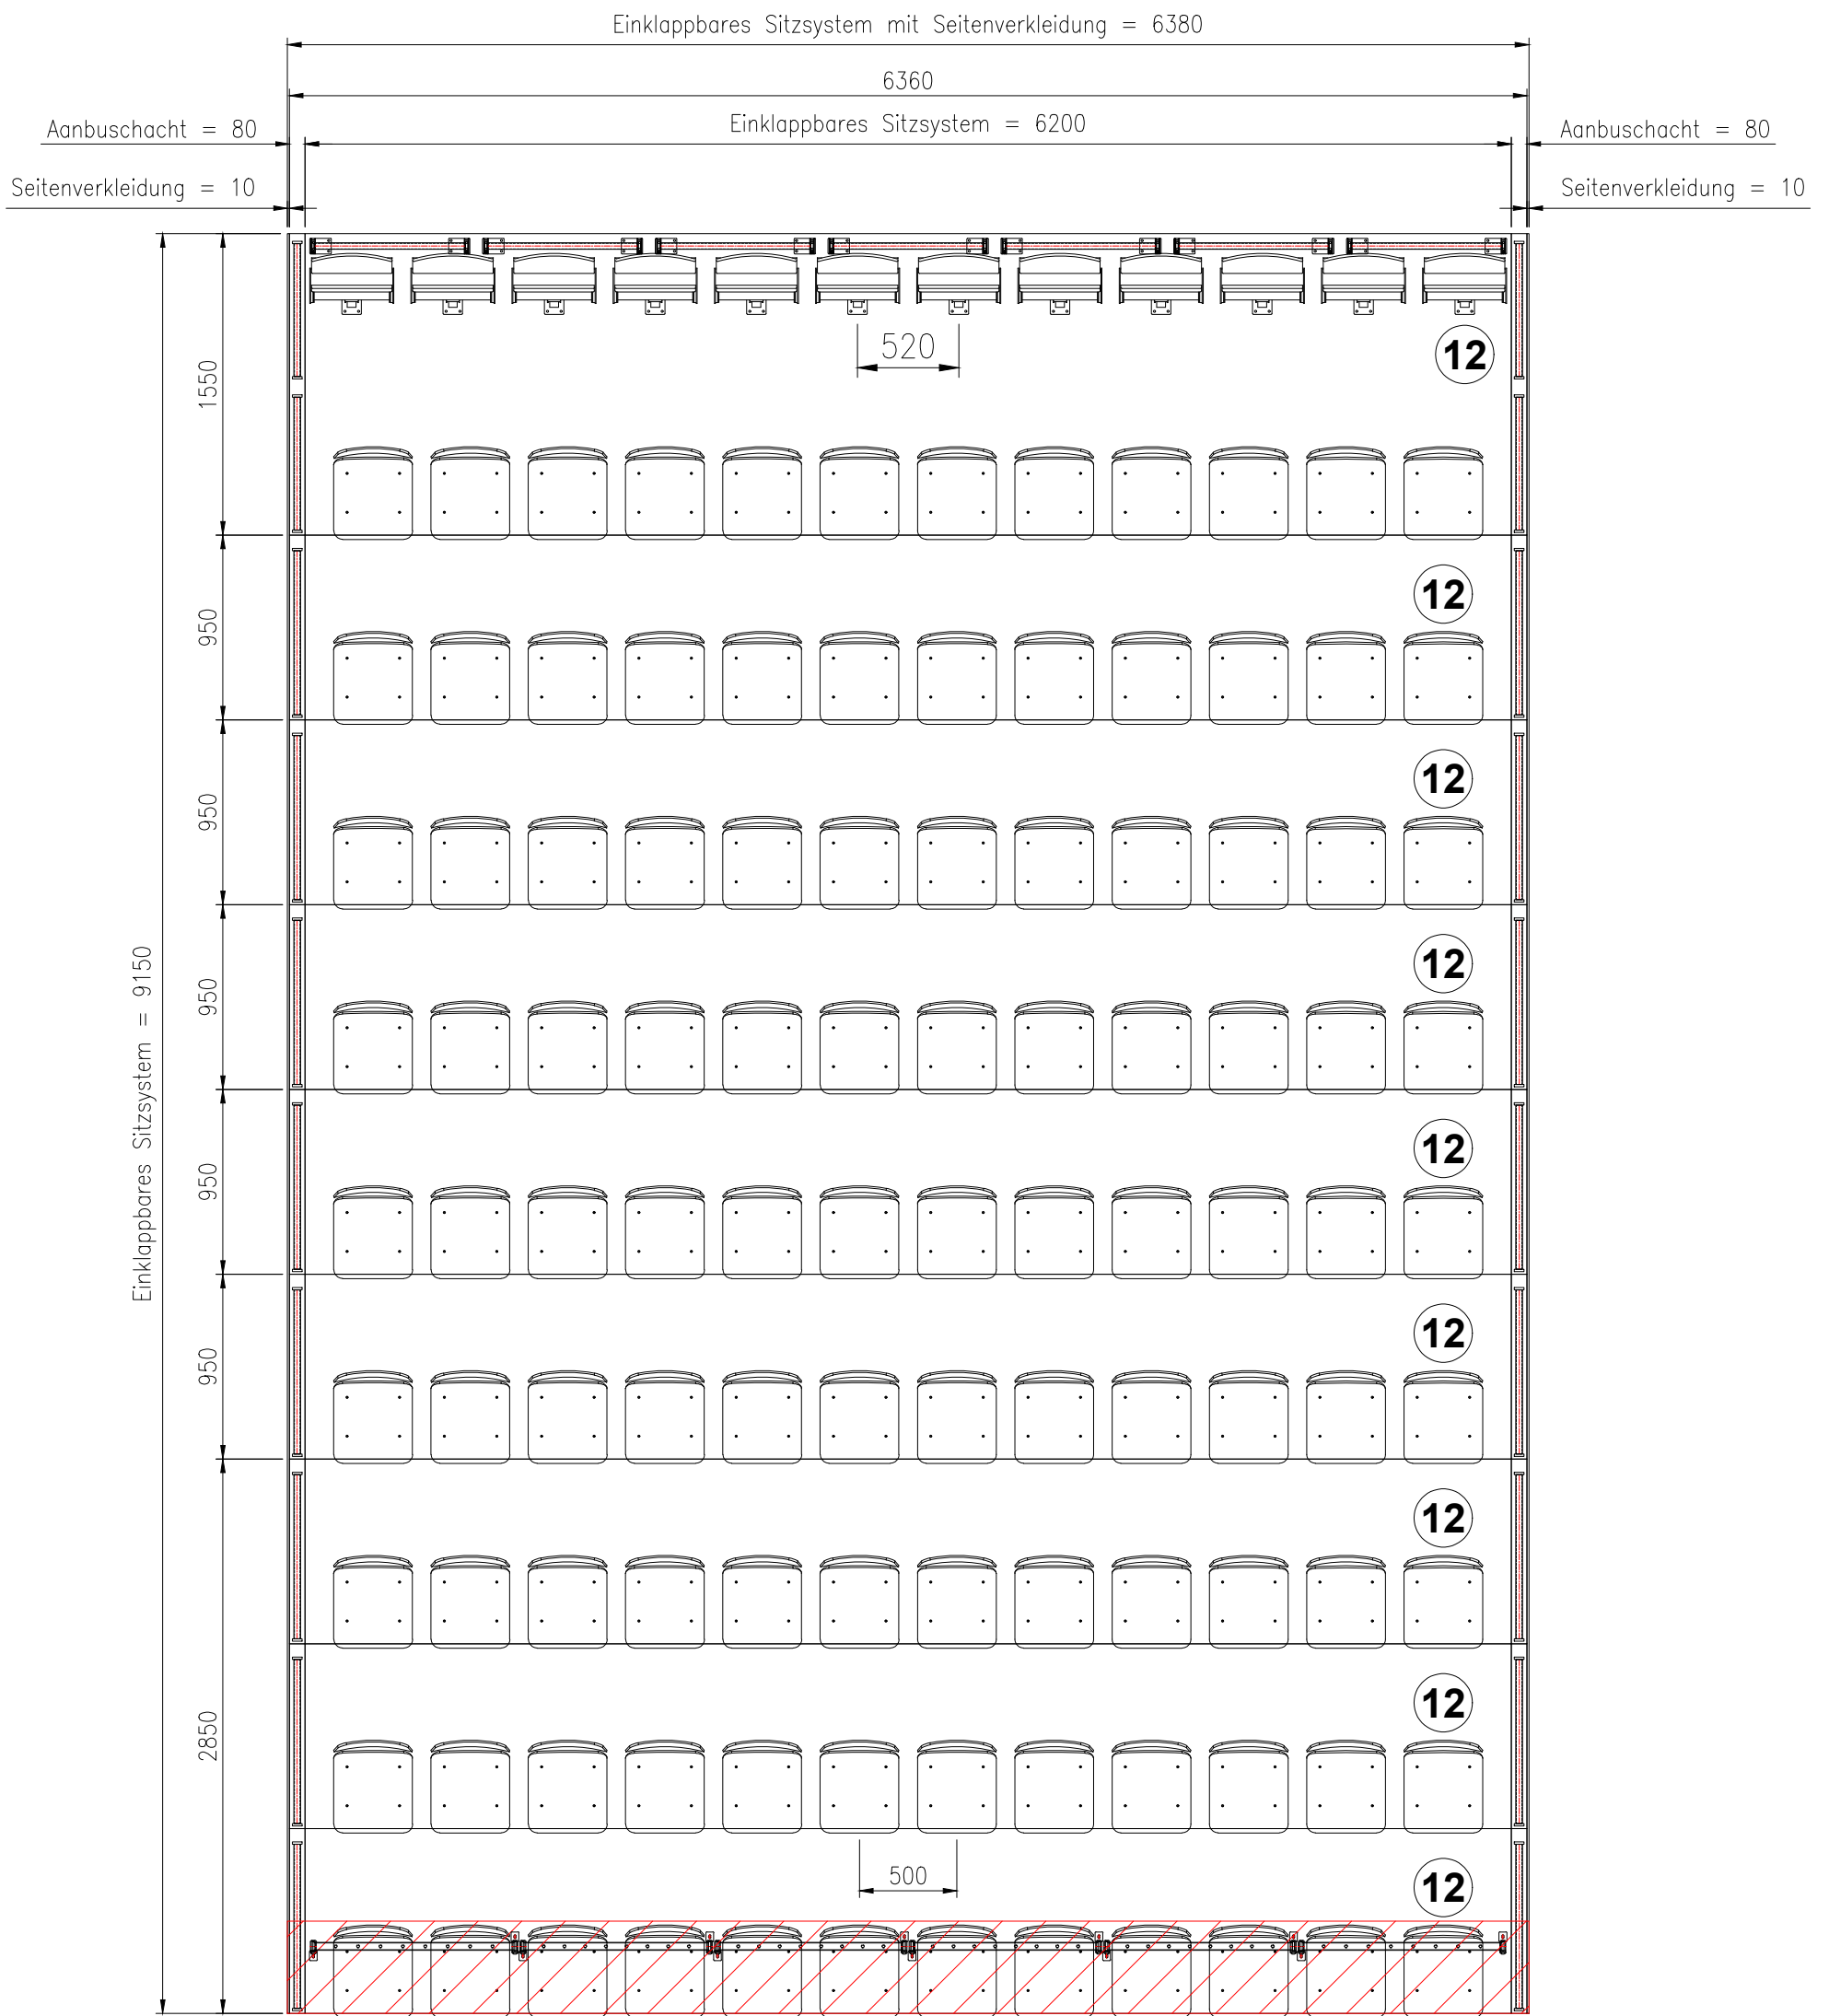 Einklappbares Sitzsystem mit Seitenverkleidung = 6380
6360
Aanbuschacht = 80
Einklappbares Sitzsystem = 6200
Aanbuschacht = 80
Seitenverkleidung = 10
Seitenverkleidung = 10
520
12
1550
12
950
12
950
12
950
Einklappbares Sitzsystem = 9150
12
950
12
950
12
12
2850
500
12